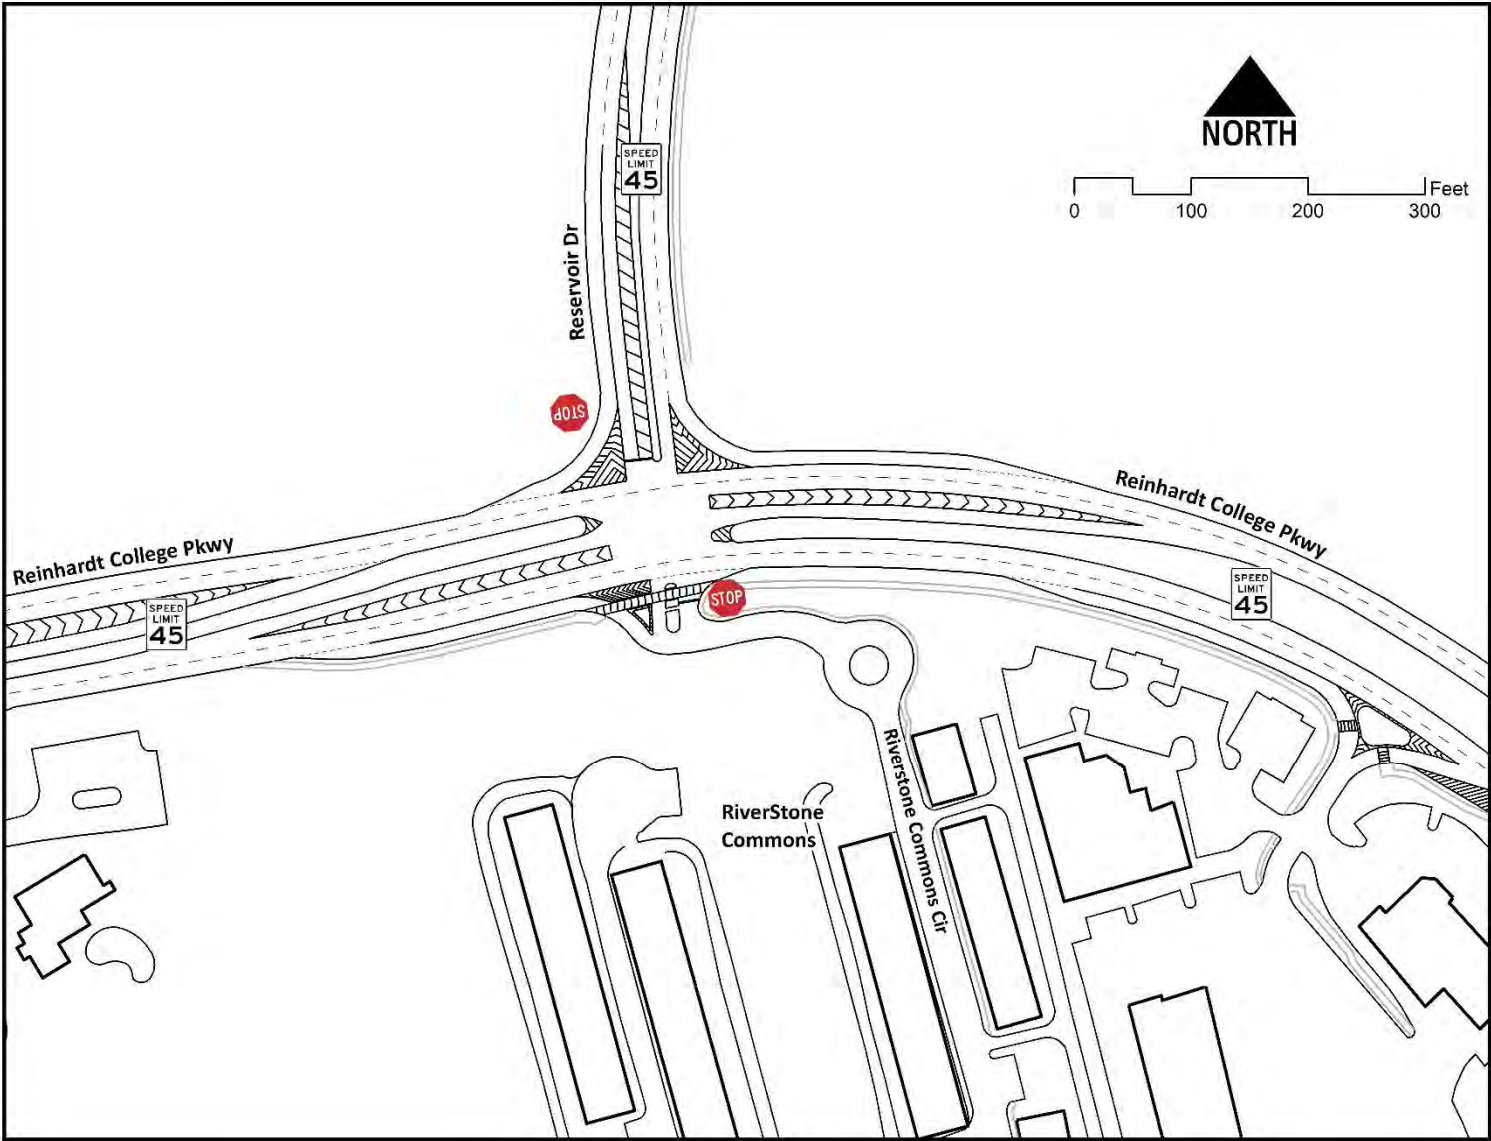 NORTH
Feet
0 100 200 300
SPEED
LIMIT
45
Reservoir Dr
STOP
Reinhardt College Pkwy
Reinhardt College Pkwy
SPEED
LIMIT
45
STOP
SPEED
LIMIT
45
RiverStone
Commons
Riverstone Commons Cir